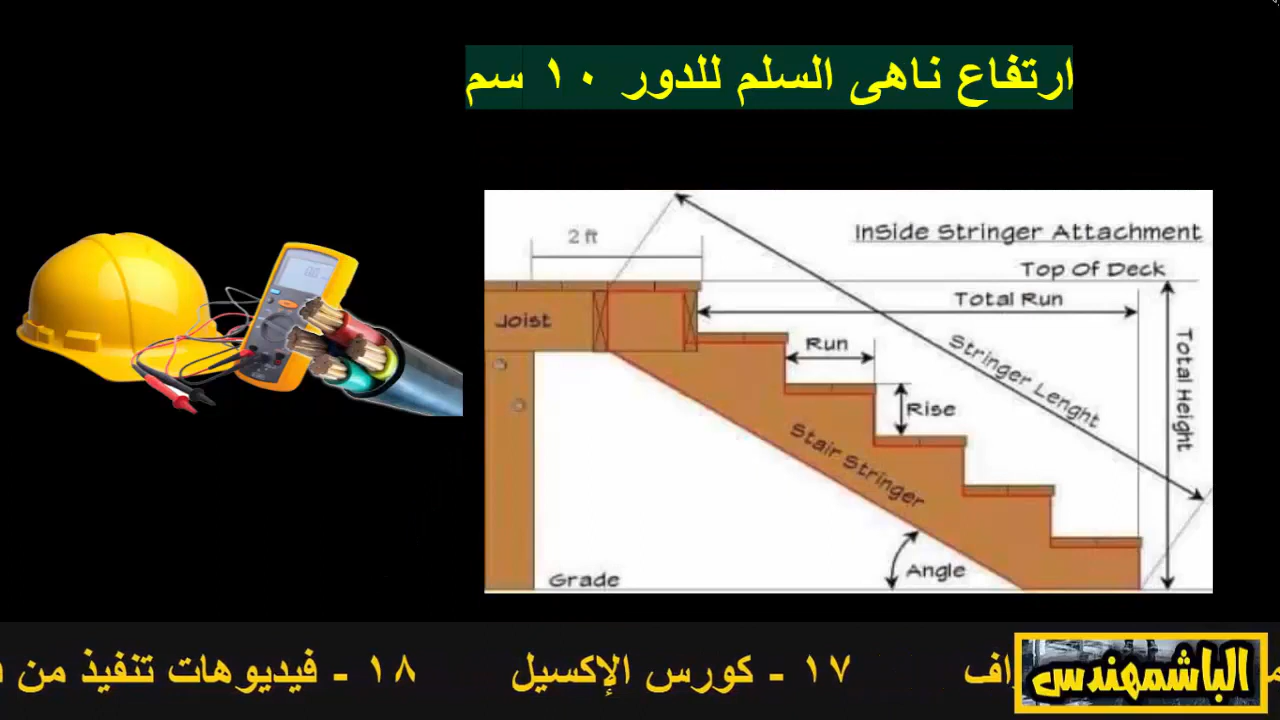 ارتفاع ناهى السلم للدور ١٠ سم
InSide Stringer Attachment
2 ft
Top Of Deck
Total Run
Joist
Run
Stringer Lenght
Total Height
Rise
Stair Stringer
Angle
Grade
راف ١٧ - كورس الإكسيل ١٨ - فيديوهات تنفيذ من
الباشمهندس